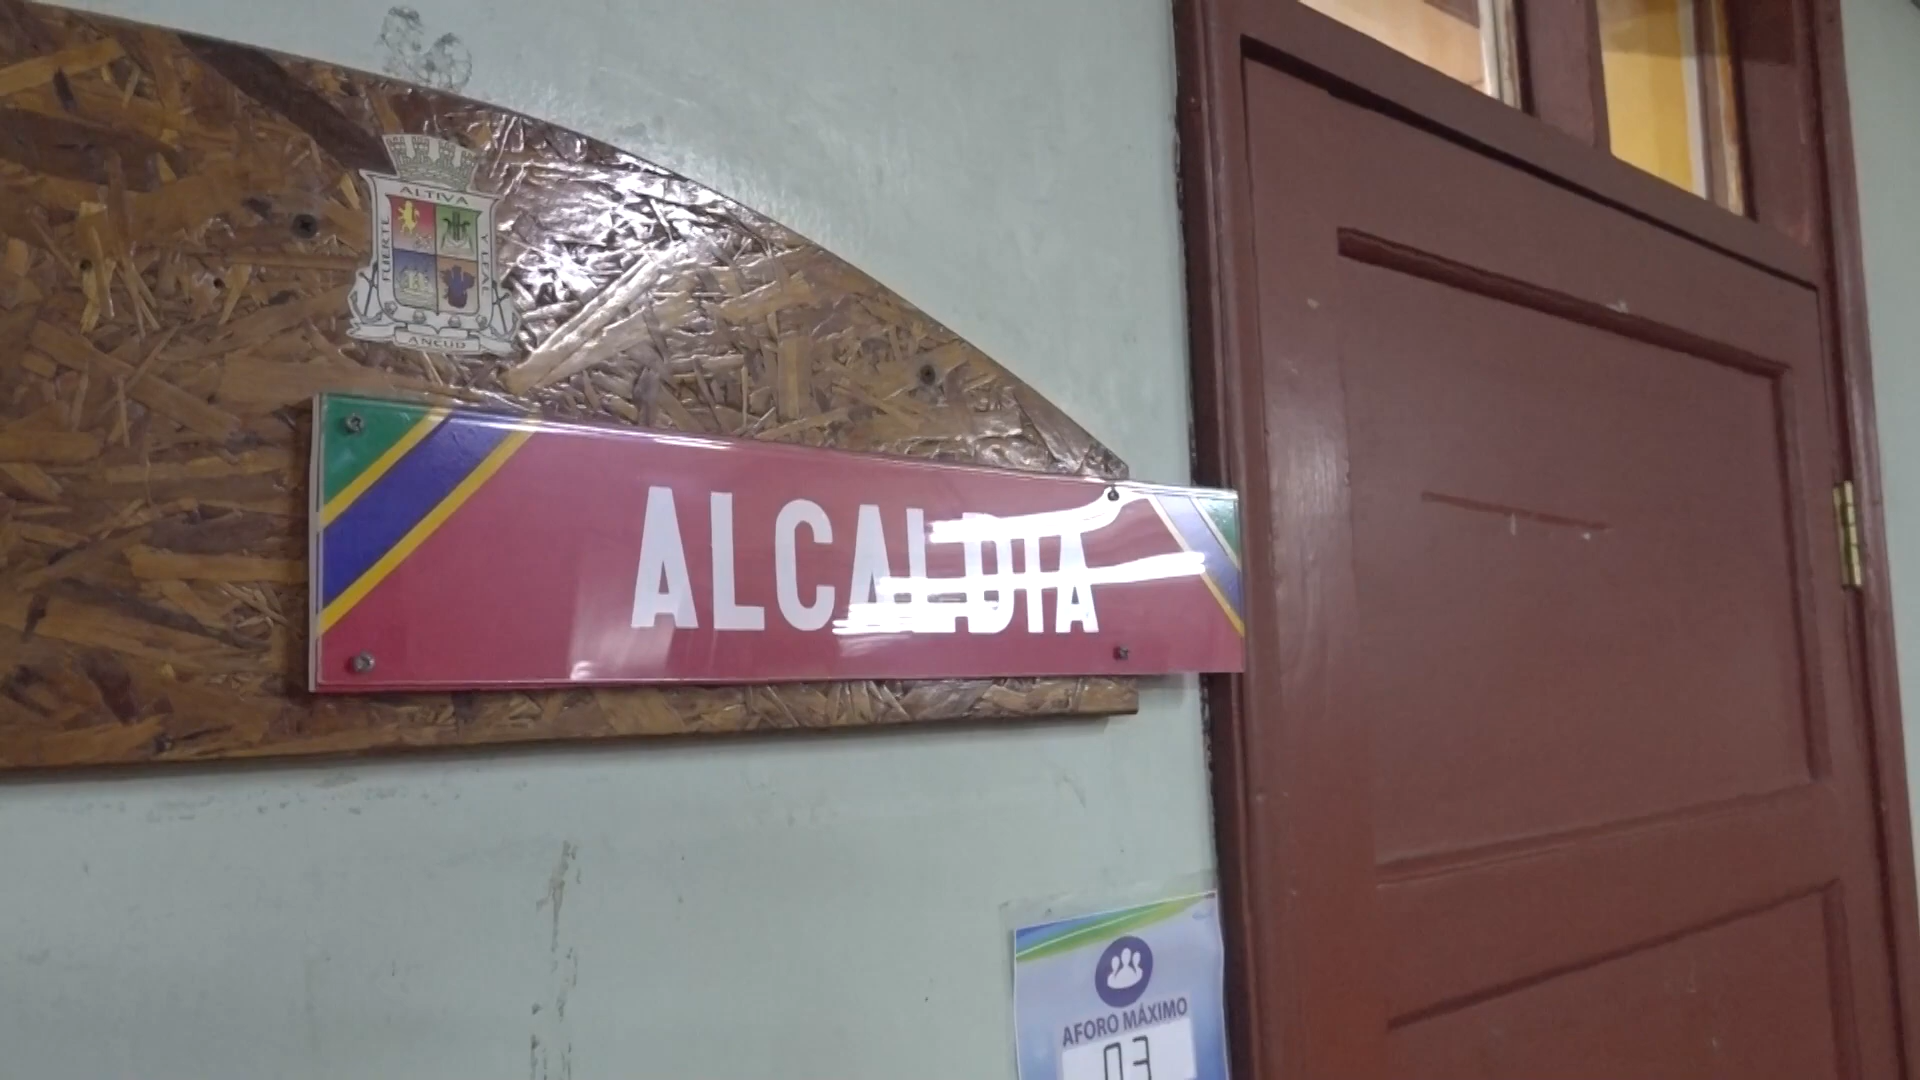 ALTIVA
FUERTE
Y LEAL
ANCUD
ALCALDIA
AFORO MÁXIMO
03